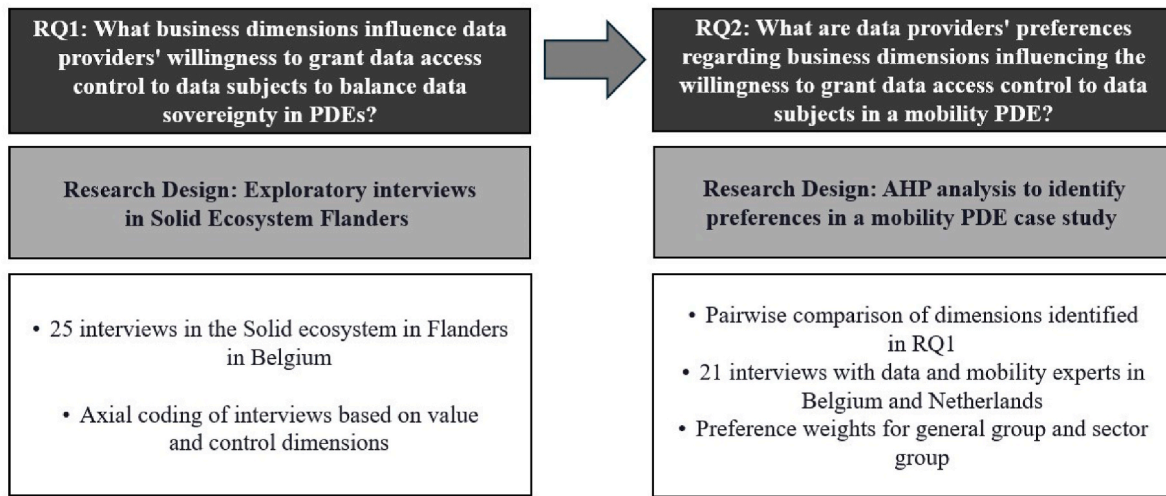 RQ1: What business dimensions influence data
providers' willingness to grant data access
control to data subjects to balance data
sovereignty in PDEs?
Research Design: Exploratory interviews
in Solid Ecosystem Flanders
• 25 interviews in the Solid ecosystem in Flanders
in Belgium
• Axial coding of interviews based on value
and control dimensions
RQ2: What are data providers' preferences
regarding business dimensions influencing the
willingness to grant data access control to data
subjects in a mobility PDE?
Research Design: AHP analysis to identify
preferences in a mobility PDE case study
• Pairwise comparison of dimensions identified
in RQ1
• 21 interviews with data and mobility experts in
Belgium and Netherlands
• Preference weights for general group and sector
group